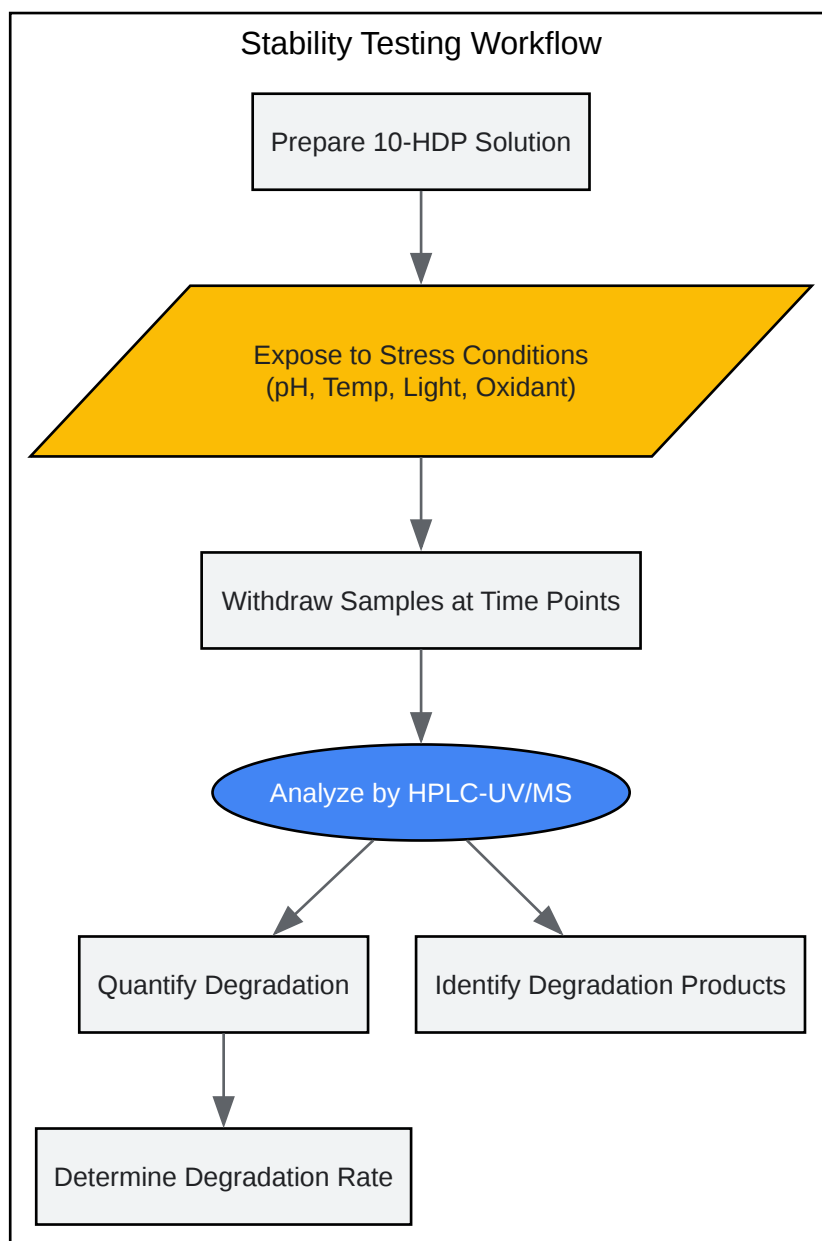 Stability Testing Workflow
Prepare 10-HDP Solution
Expose to Stress Conditions
(pH, Temp, Light, Oxidant)
Withdraw Samples at Time Points
Analyze by HPLC-UV/MS
Quantify Degradation
Identify Degradation Products
Determine Degradation Rate